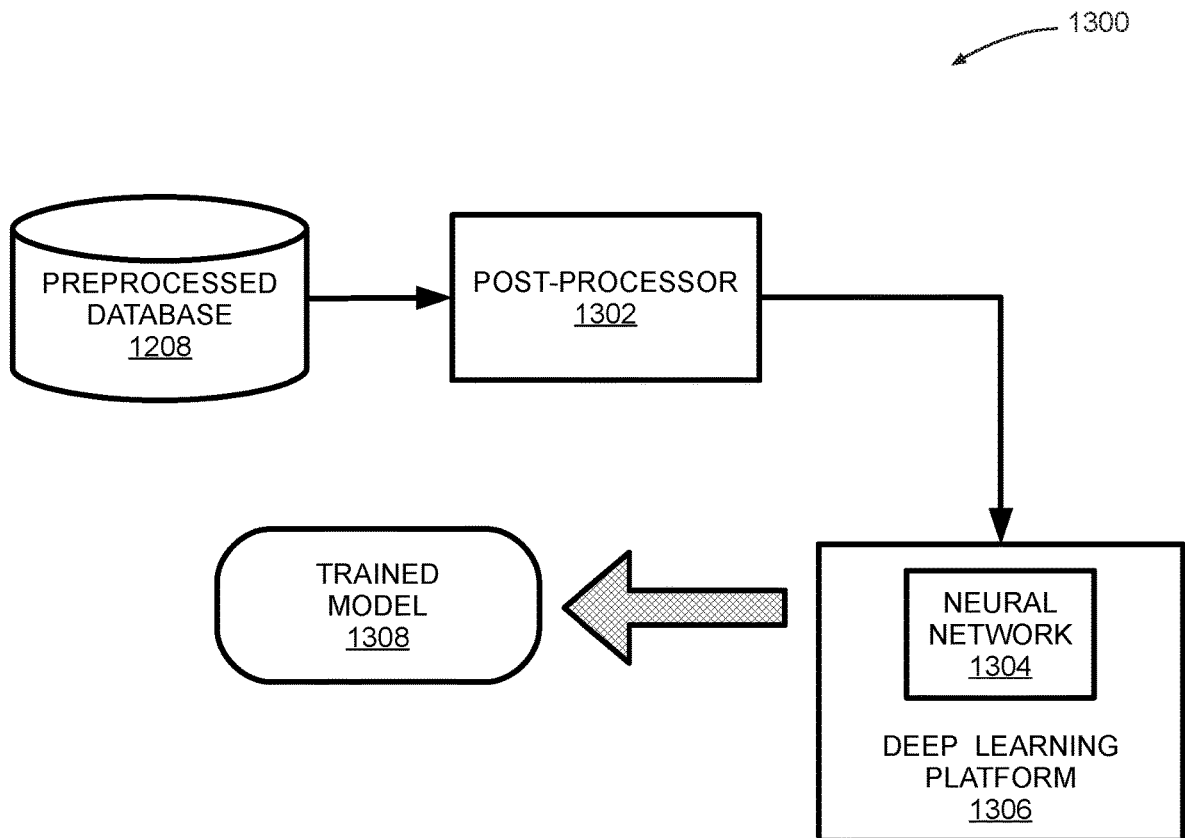 1300
PREPROCESSED
DATABASE
1208
POST-PROCESSOR
1302
TRAINED
MODEL
1308
NEURAL
NETWORK
1304
DEEP LEARNING
PLATFORM
1306